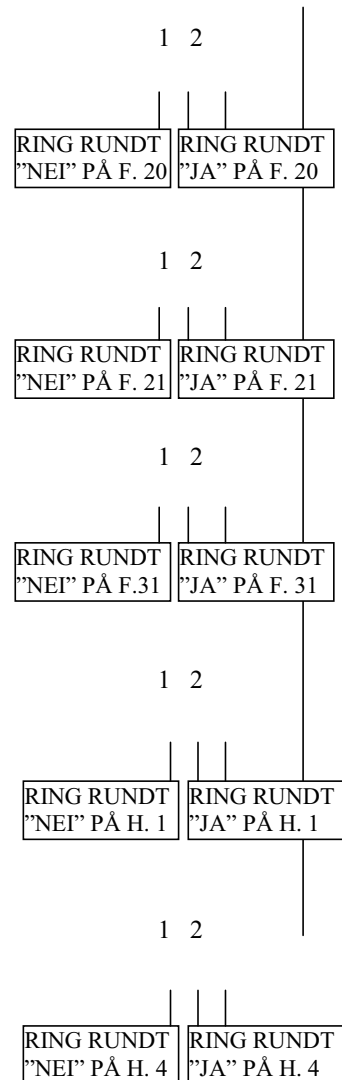 1 2
RING RUNDT
"NEI" PÅ F. 20
RING RUNDT
"JA" PÅ F. 20
1 2
RING RUNDT
"NEI" PÅ F. 21
RING RUNDT
"JA" PÅ F. 21
1 2
RING RUNDT
"NEI" PÅ F.31
RING RUNDT
"JA" PÅ F. 31
1 2
RING RUNDT
"NEI" PÅ H. 1
RING RUNDT
"JA" PÅ H. 1
1 2
RING RUNDT
"NEI" PÅ H. 4
RING RUNDT
"JA" PÅ H. 4